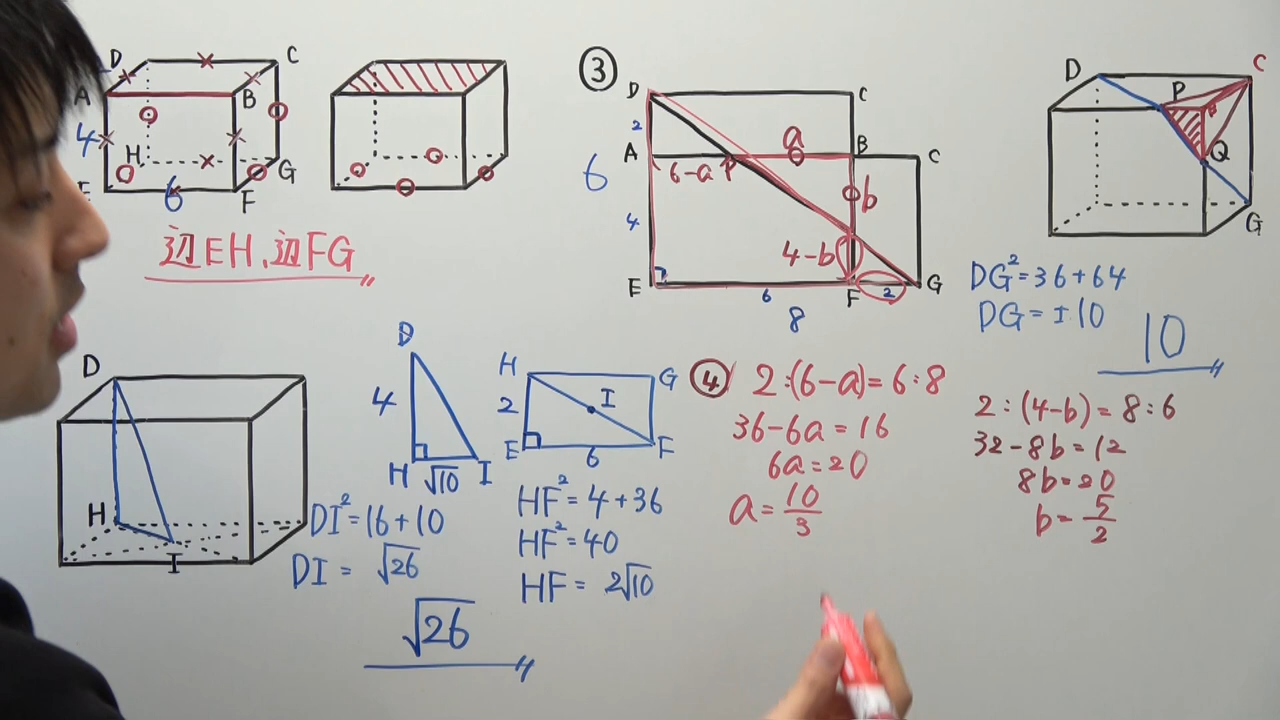 D
C
A
B
4
H
G
E
6
F
辺EH、辺FG
D
H
I
D
4
H
√10
I
DI²=16+10
DI = √26
√26
H
G
2
I
E
6
F
HF²=4+36
HF²=40
HF= 2√10
③
D
C
2
A
6-a
P
a
B
C
6
b
4
4-b
E
6
F
2
G
8
D
C
P
Q
G
DG²=36+64
DG=±10
10
④
2:(6-a)=6:8
36-6a=16
6a=20
a=10/3
2:(4-b)=8:6
32-8b=12
8b=20
b=5/2